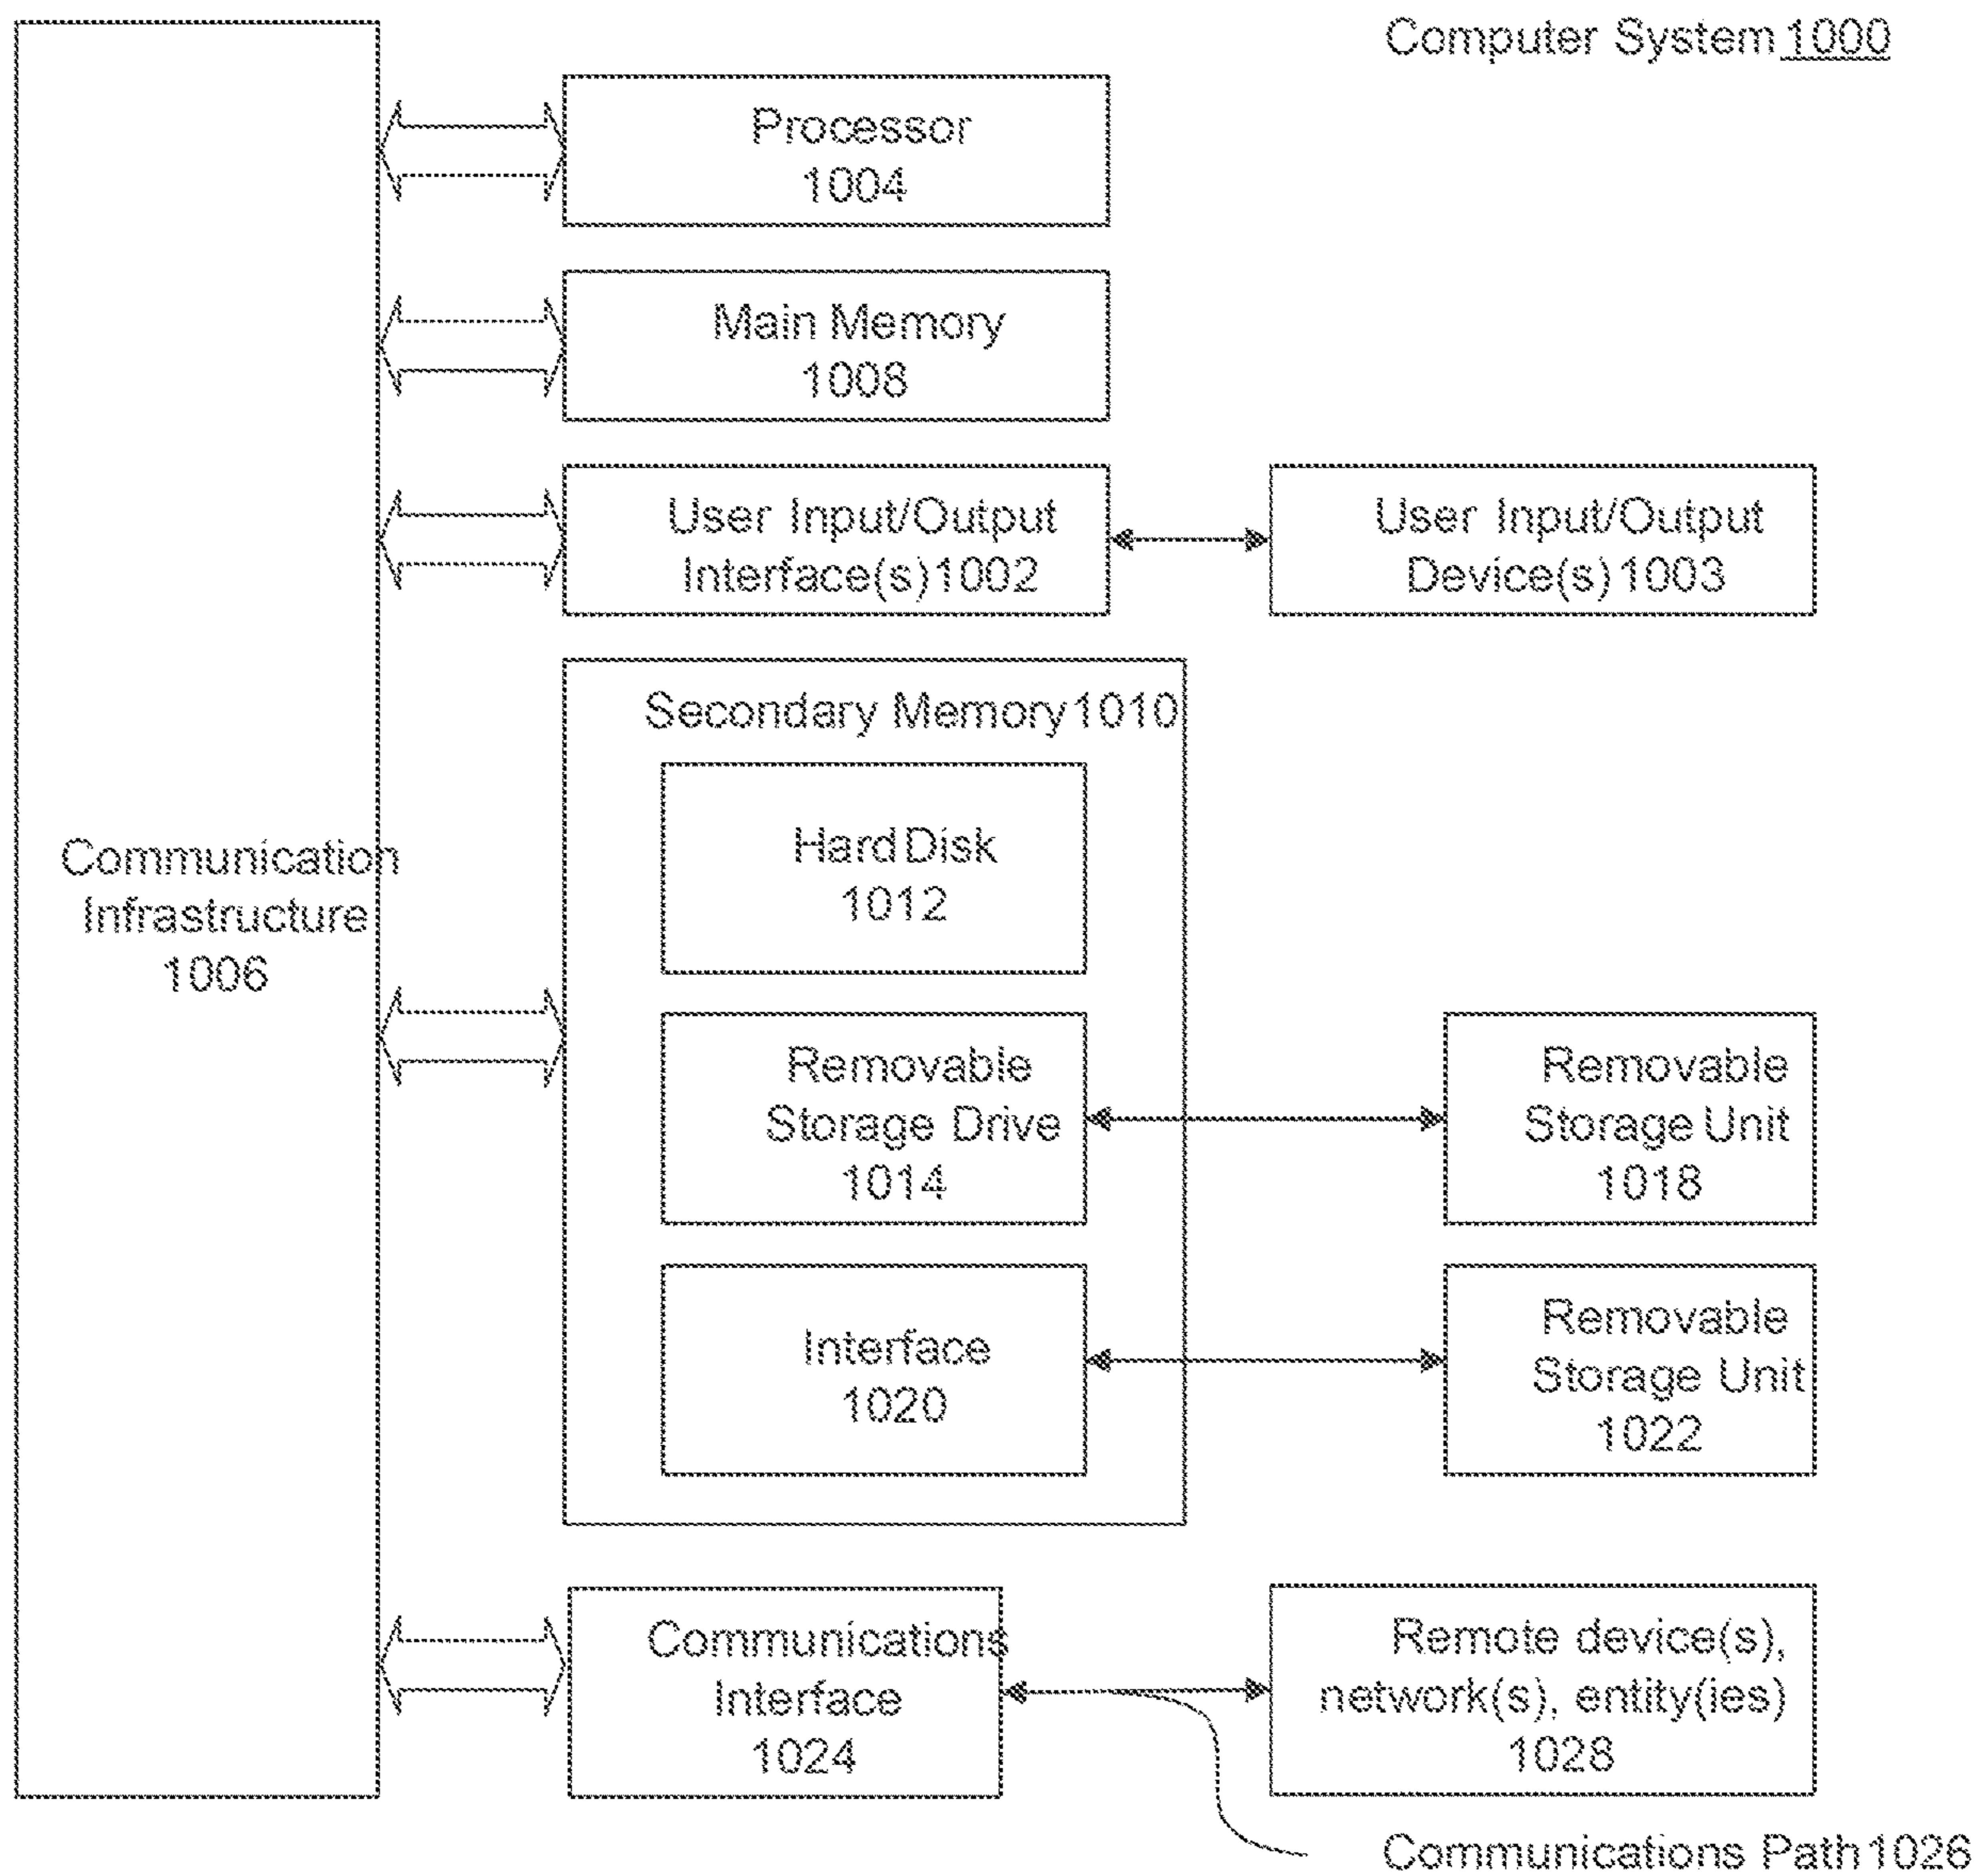 Computer System 1000
Processor
1004
Main Memory
1008
User Input/Output
Interface(s) 1002
User Input/Output
Device(s) 1003
Secondary Memory 1010
Hard Disk
1012
Communication
Infrastructure
1006
Removable
Storage Drive
1014
Removable
Storage Unit
1018
Interface
1020
Removable
Storage Unit
1022
Communications
Interface
1024
Remote device(s),
network(s), entity(ies)
1028
Communications Path 1026